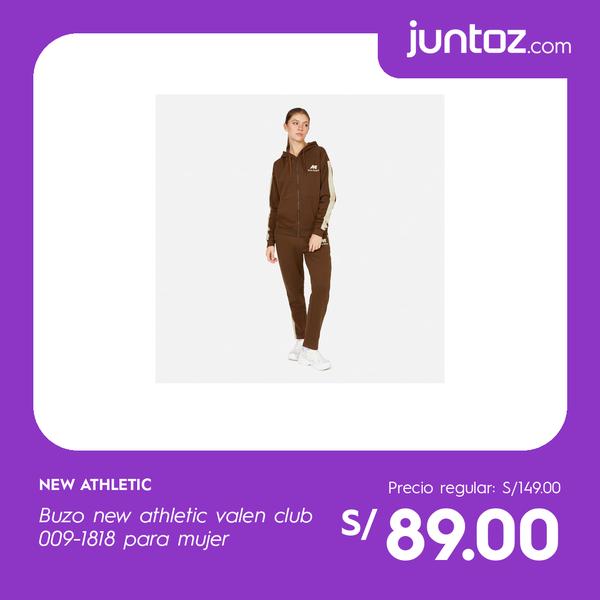 juntoz.com
NEW ATHLETIC
Buzo new athletic valen club
009-1818 para mujer
Precio regular: S/149.00
S/89.00